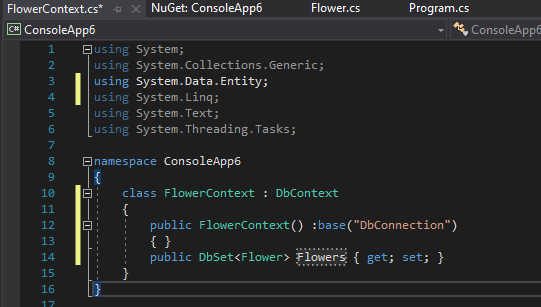 FlowerContext.cs* NuGet: ConsoleApp6 Flower.cs Program.cs
C# ConsoleApp6 ConsoleApp6
1 using System;
2 using System.Collections.Generic;
3 using System.Data.Entity;
4 using System.Linq;
5 using System.Text;
6 using System.Threading.Tasks;
7
8 namespace ConsoleApp6
9 {
10 class FlowerContext : DbContext
11 {
12 public FlowerContext() :base("DbConnection")
13 { }
14 public DbSet<Flower> Flowers { get; set; }
15 }
16 }